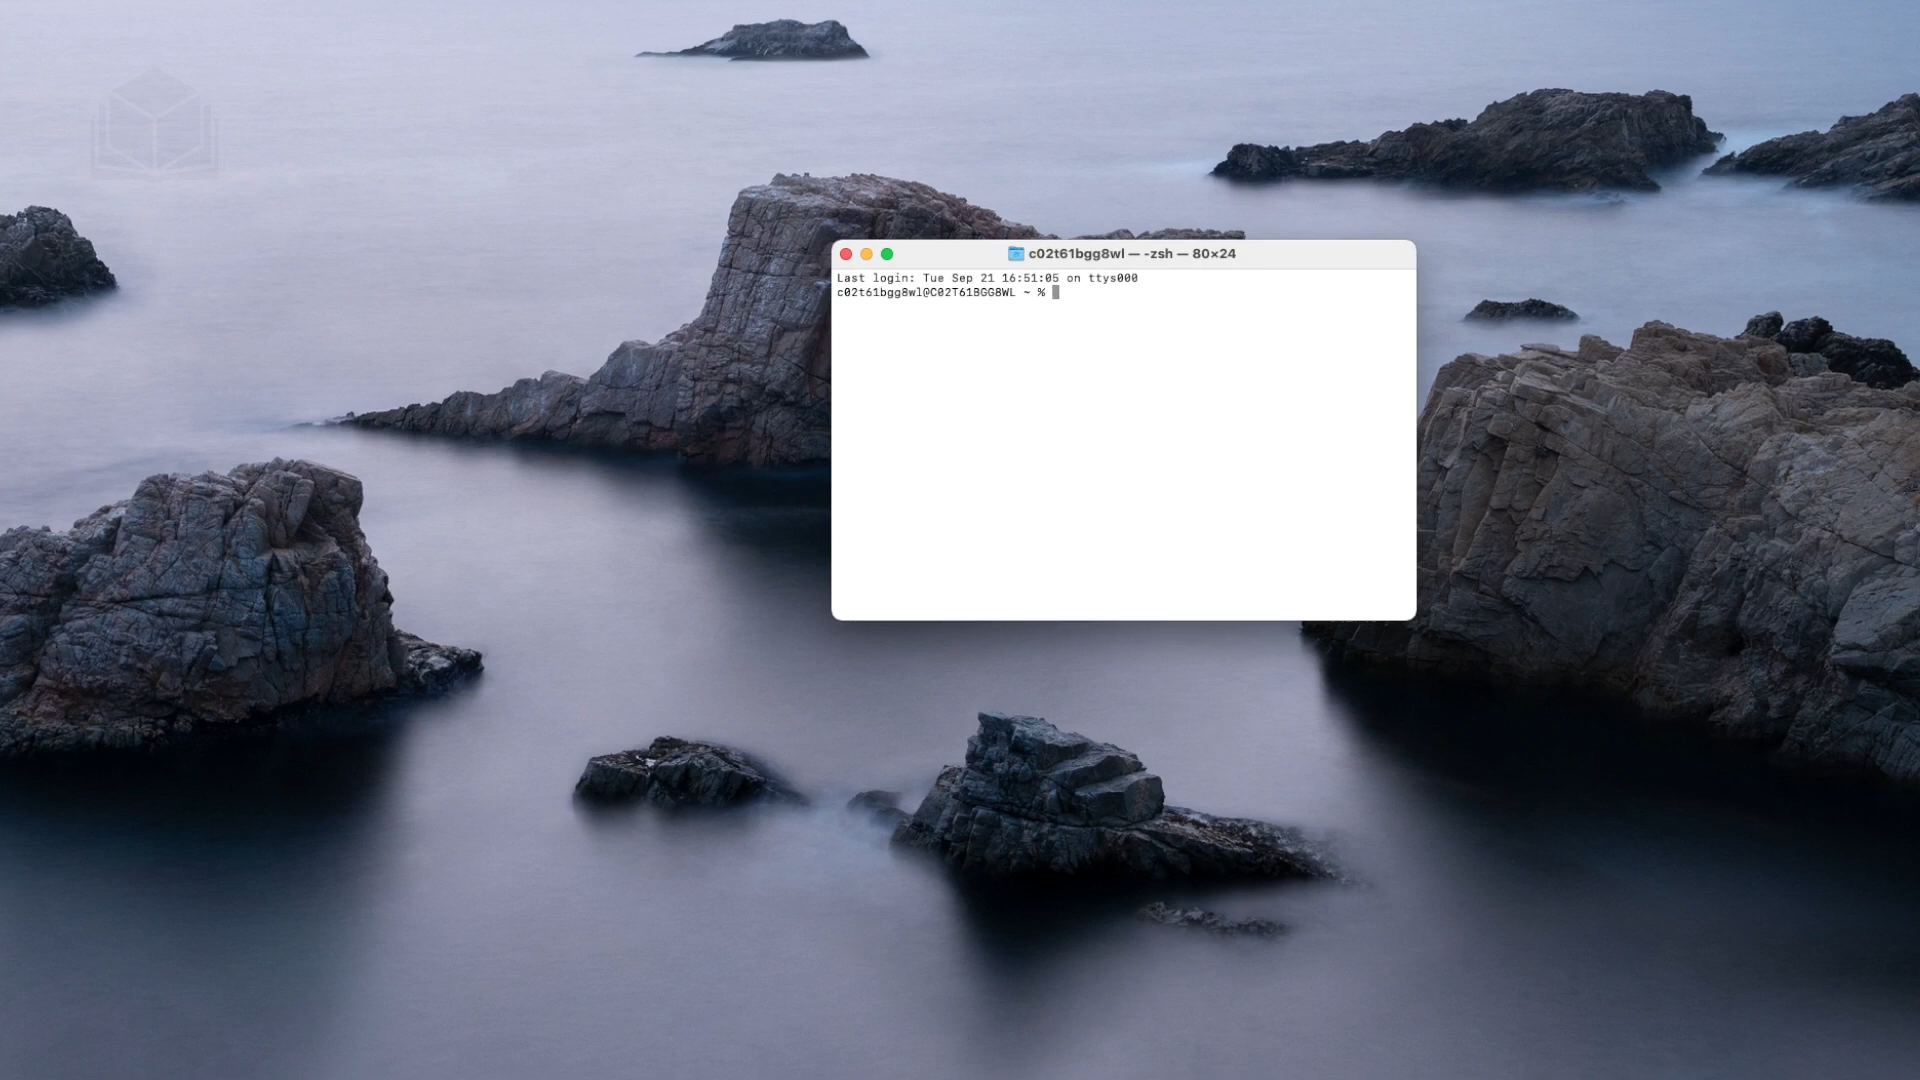 c02t61bgg8wl — -zsh — 80×24
Last login: Tue Sep 21 16:51:05 on ttys000
c02t61bgg8wl@C02T61BGG8WL ~ %